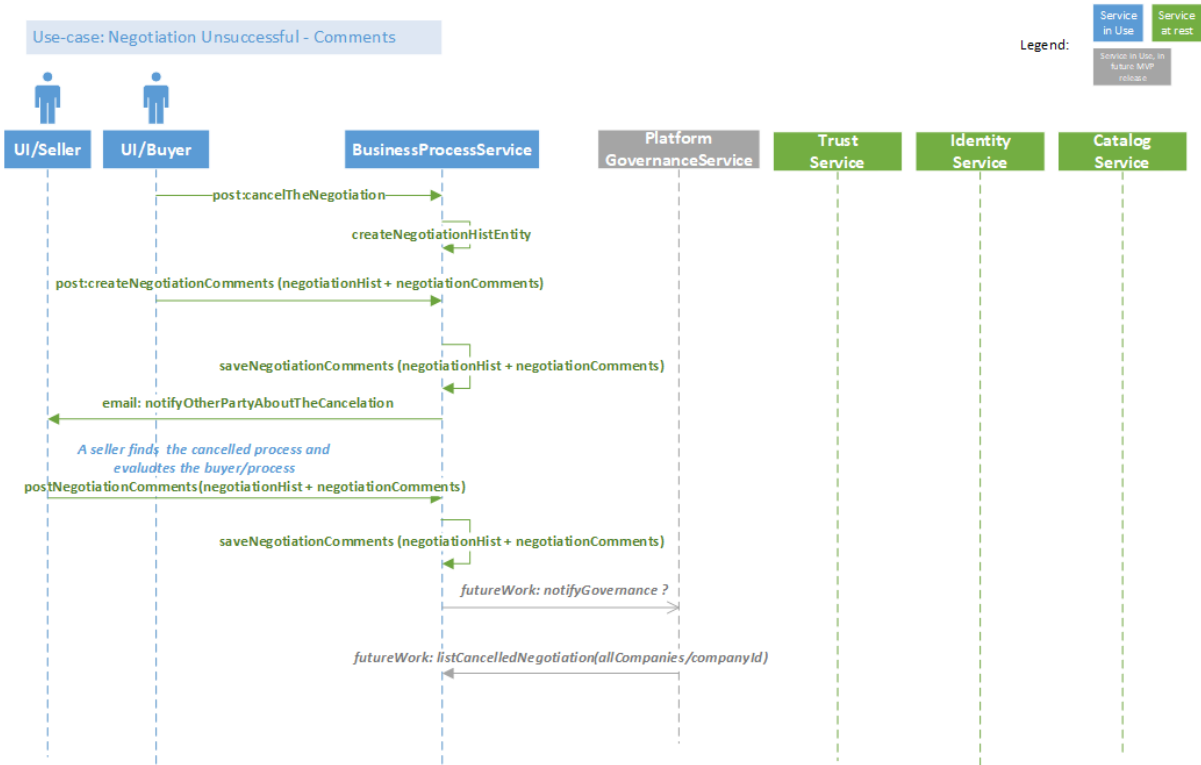 Use-case: Negotiation Unsuccessful - Comments
Legend:
Service
in Use
Service
at rest
Service in Use, in
future MVP
release
UI/Seller
UI/Buyer
BusinessProcessService
Platform
GovernanceService
Trust
Service
Identity
Service
Catalog
Service
post:cancelTheNegotiation
createNegotiationHistEntity
post:createNegotiationComments (negotiationHist + negotiationComments)
saveNegotiationComments (negotiationHist + negotiationComments)
email: notifyOtherPartyAboutTheCancelation
A seller finds the cancelled process and
evaluates the buyer/process
postNegotiationComments(negotiationHist + negotiationComments)
saveNegotiationComments (negotiationHist + negotiationComments)
futureWork: notifyGovernance ?
futureWork: listCancelledNegotiation(allCompanies/companyId)